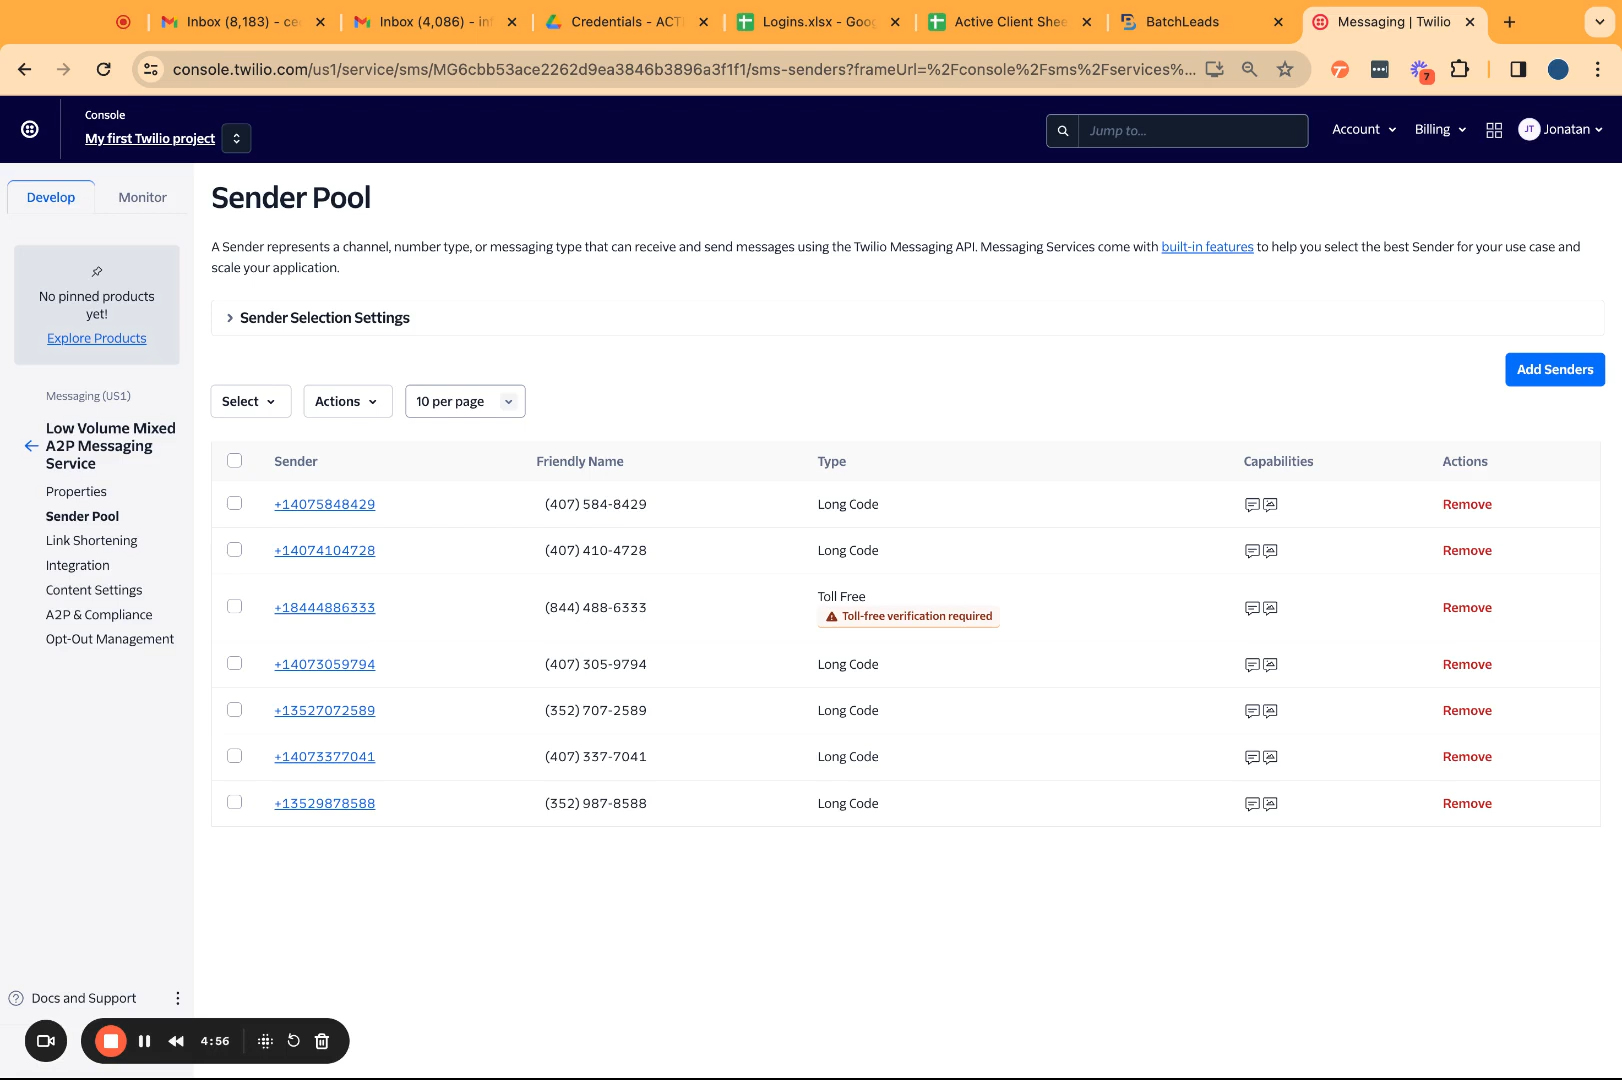 Inbox (8,183) - ce
Inbox (4,086) - in
Credentials - ACT
Logins.xlsx - Goog
Active Client Shee
BatchLeads
Messaging | Twilio
console.twilio.com/us1/service/sms/MG6cbb53ace2262d9ea3846b3896a3f1f1/sms-senders?frameUrl=%2Fconsole%2Fsms%2Fservices%...
7
Console
My first Twilio project
Jump to...
Account
Billing
JT
Jonatan
Develop
Monitor
No pinned products
yet!
Explore Products
Messaging (US1)
Low Volume Mixed
A2P Messaging
Service
Properties
Sender Pool
Link Shortening
Integration
Content Settings
A2P & Compliance
Opt-Out Management
Docs and Support
4:56
Sender Pool
A Sender represents a channel, number type, or messaging type that can receive and send messages using the Twilio Messaging API. Messaging Services come with built-in features to help you select the best Sender for your use case and
scale your application.
Sender Selection Settings
Add Senders
Select
Actions
10 per page
Sender Friendly Name Type Capabilities Actions
+14075848429 (407) 584-8429 Long Code Remove
+14074104728 (407) 410-4728 Long Code Remove
+18444886333 (844) 488-6333 Toll Free Remove
Toll-free verification required
+14073059794 (407) 305-9794 Long Code Remove
+13527072589 (352) 707-2589 Long Code Remove
+14073377041 (407) 337-7041 Long Code Remove
+13529878588 (352) 987-8588 Long Code Remove